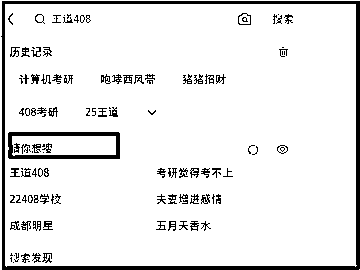 王道408 搜索
历史记录
计算机考研 咆哮西风带 猪猪招财
408考研 25王道
猜你想搜
王道408 考研觉得考不上
22408学校 夫妻增进感情
成都明星 五月天香水
搜索发现